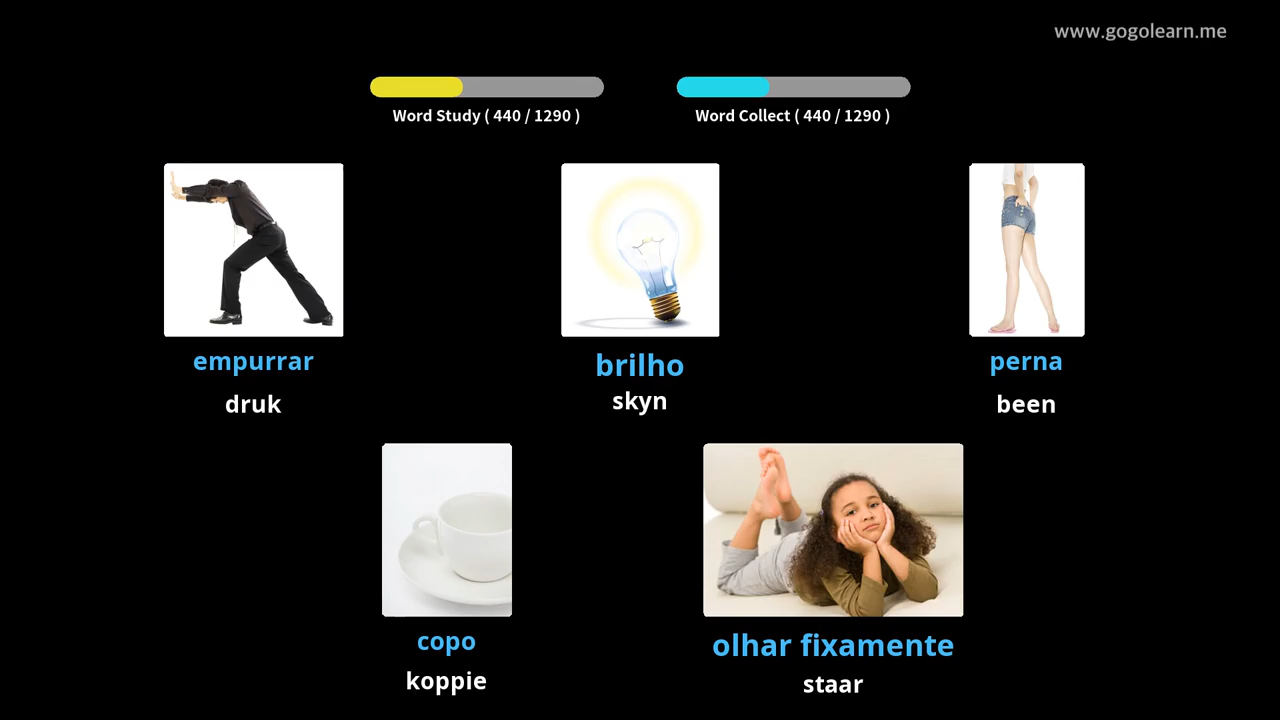 www.gogolearn.me
Word Study ( 440 / 1290 )
Word Collect ( 440 / 1290 )
empurrar
druk
brilho
skyn
perna
been
copo
koppie
olhar fixamente
staar